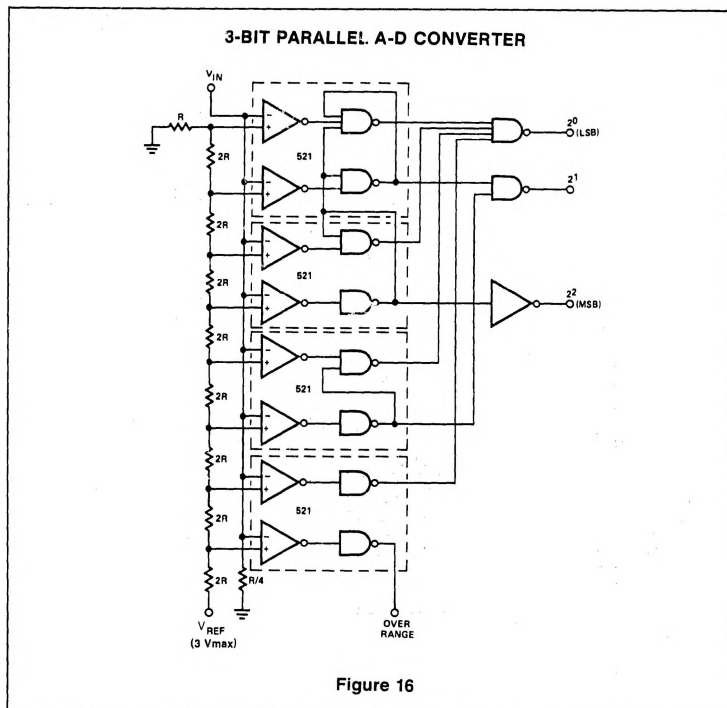 3-BIT PARALLEL A-D CONVERTER
VIN
R
2R
521
2⁰
(LSB)
2R
2¹
2R
521
2R
2²
(MSB)
2R
521
2R
2R
521
2R
2R
R/4
VREF
(3 Vmax)
OVER
RANGE
Figure 16